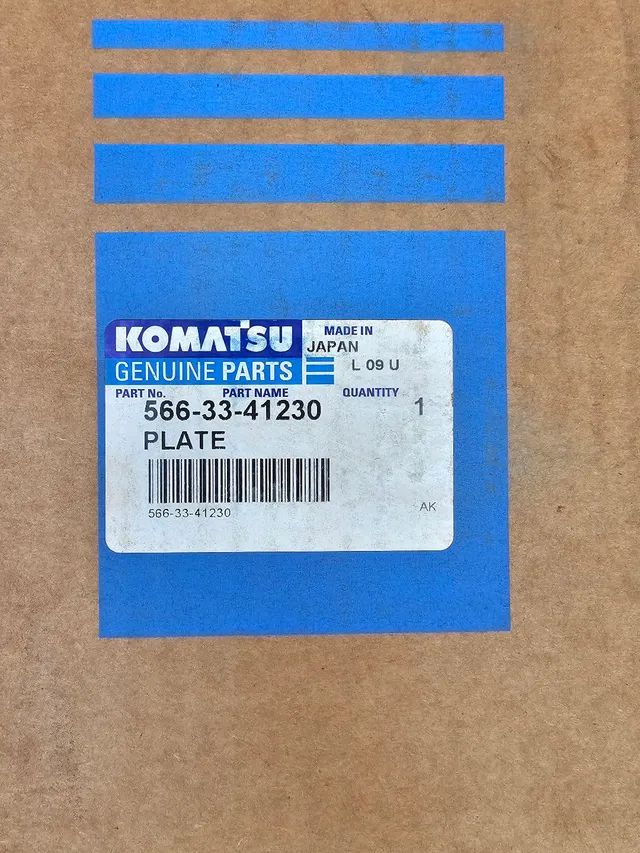 KOMATSU
MADE IN
JAPAN
GENUINE PARTS
L 09 U
PART No. PART NAME QUANTITY
566-33-41230 1
PLATE
566-33-41230
AK